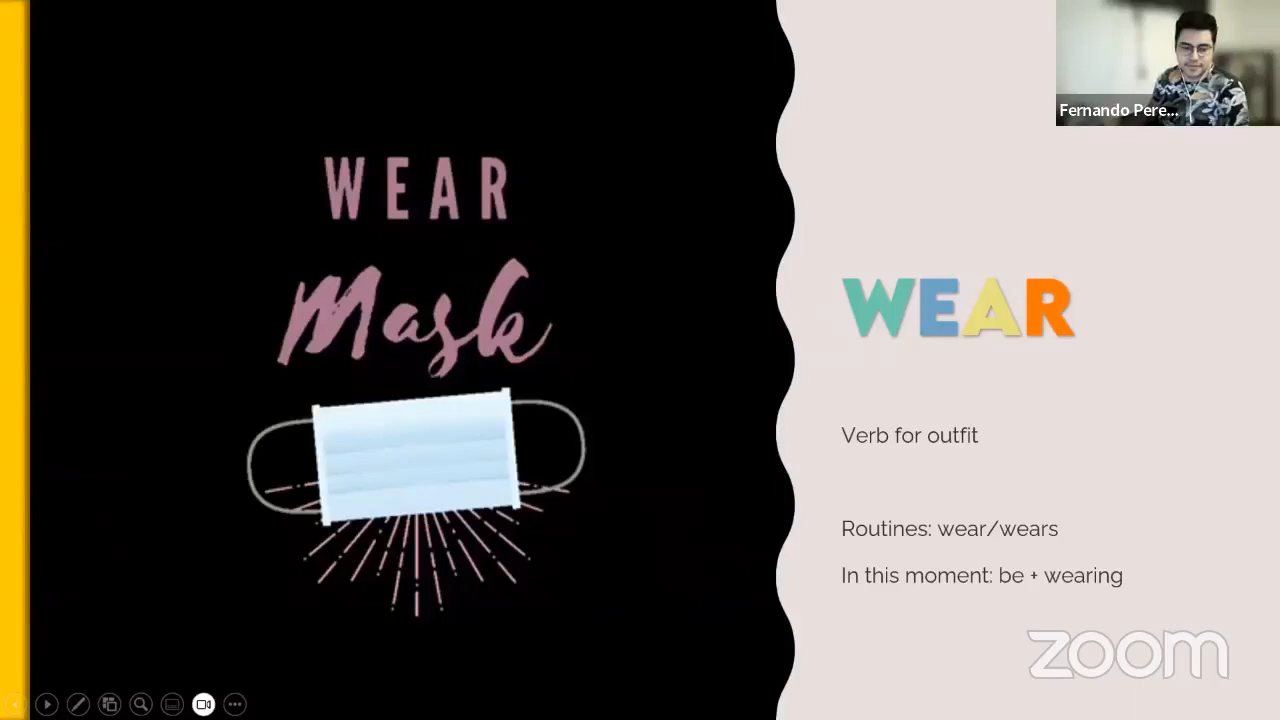 WEAR
Mask
Fernando Pere...
WEAR
Verb for outfit
Routines: wear/wears
In this moment: be + wearing
zoom